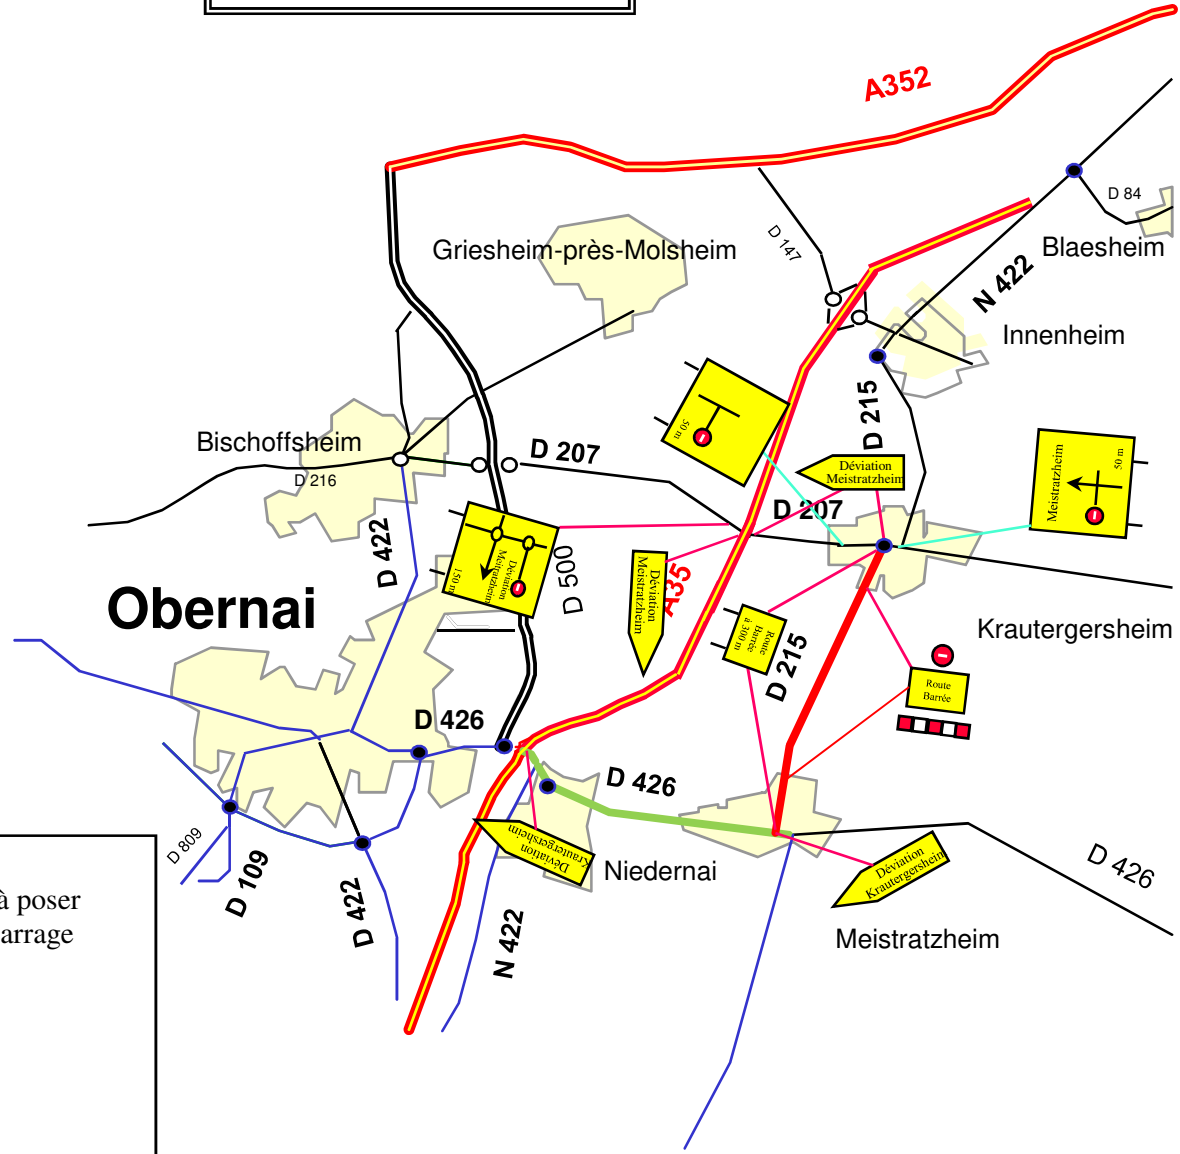 A352
D 84
Blaesheim
D 147
Griesheim-près-Molsheim
N 422
Innenheim
50 m
D 215
Bischoffsheim
D 216
D 207
Déviation
Meistratzheim
Meistratzheim
50 m
D 207
D 422
Déviation
Meistratzheim
150 m
D 500
Déviation
Meistratzheim
A35
Obernai
Route
Barrée
à 300 m
D 215
Krautergersheim
Route
Barrée
D 426
D 426
Déviation
Krautergersheim
Niedernai
Déviation
Krautergersheim
D 426
D 809
D 109
D 422
N 422
Meistratzheim
à poser
arrage